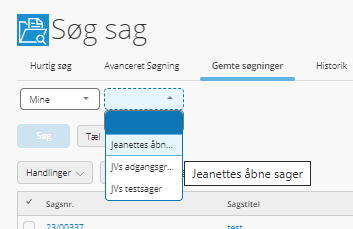 Søg sag
Hurtig søg Avanceret Søgning Gemte søgninger Historik
Mine
Søg Tæl
Jeanettes åbn...
JVs adgangsgr...
Handlinger
Jeanettes åbne sager
JVs testsager
Sagsnr. Sagstitel
23/00337 test